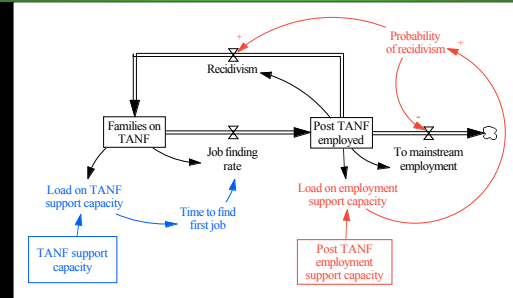 +
Probability
of recidivism
+
Recidivism
Families on
TANF
Post TANF
employed
-
Job finding
rate
To mainstream
employment
Load on TANF
support capacity
Load on employment
support capacity
Time to find
first job
TANF support
capacity
Post TANF
employment
support capacity